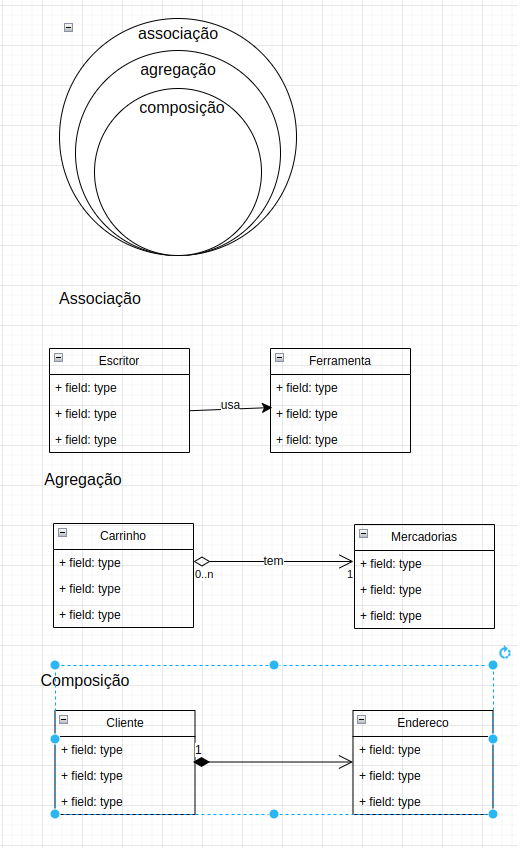 associação
agregação
composição
Associação
Escritor
+ field: type
+ field: type
+ field: type
usa
Ferramenta
+ field: type
+ field: type
+ field: type
Agregação
Carrinho
+ field: type
+ field: type
+ field: type
0..n
tem
1
Mercadorias
+ field: type
+ field: type
+ field: type
Composição
Cliente
+ field: type
+ field: type
+ field: type
1
Endereco
+ field: type
+ field: type
+ field: type